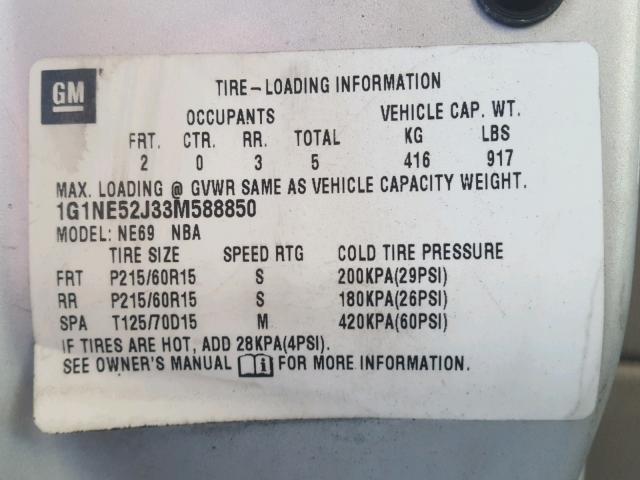 GM
TIRE-LOADING INFORMATION
OCCUPANTS VEHICLE CAP. WT.
FRT. CTR. RR. TOTAL KG LBS
2 0 3 5 416 917
MAX. LOADING @ GVWR SAME AS VEHICLE CAPACITY WEIGHT.
1G1NE52J33M588850
MODEL: NE69 NBA
TIRE SIZE SPEED RTG COLD TIRE PRESSURE
FRT P215/60R15 S 200KPA(29PSI)
RR P215/60R15 S 180KPA(26PSI)
SPA T125/70D15 M 420KPA(60PSI)
IF TIRES ARE HOT, ADD 28KPA(4PSI).
SEE OWNER'S MANUAL FOR MORE INFORMATION.